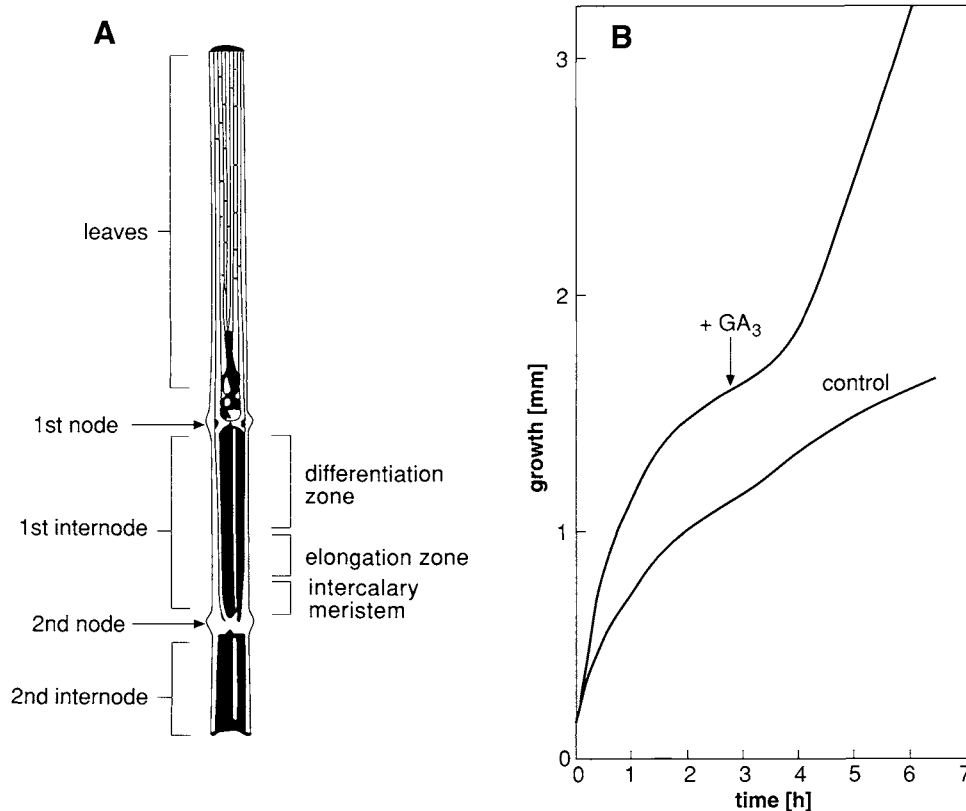 A
leaves
1st node
1st internode
2nd node
2nd internode
differentiation
zone
elongation zone
intercalary
meristem
B
3
2
1
0
growth [mm]
+ GA₃
control
0 1 2 3 4 5 6 7
time [h]